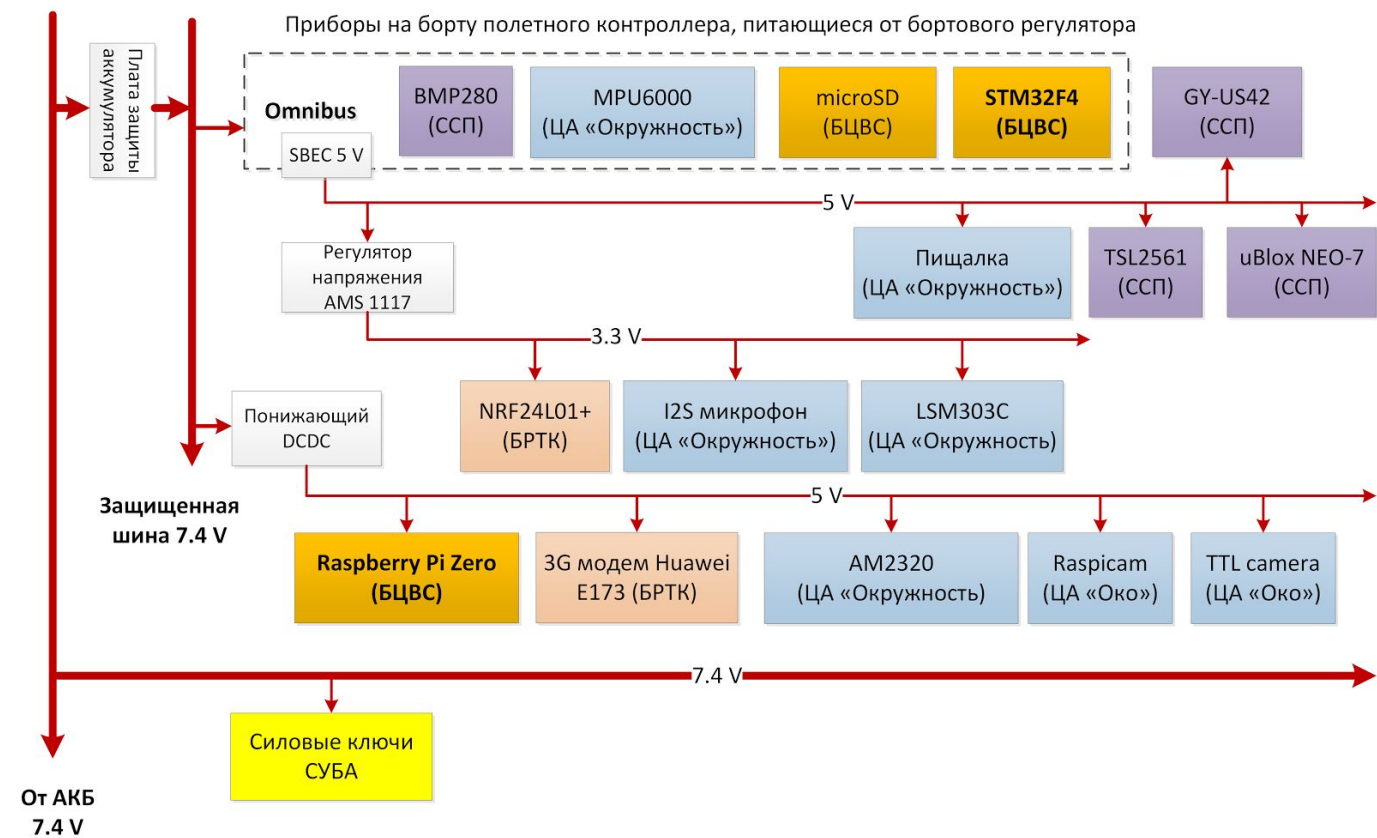 Приборы на борту полетного контроллера, питающиеся от бортового регулятора
Плата защиты
аккумулятора
Omnibus
SBEC 5 V
BMP280
(ССП)
MPU6000
(ЦА «Окружность»)
microSD
(БЦВС)
STM32F4
(БЦВС)
GY-US42
(ССП)
5 V
Регулятор
напряжения
AMS 1117
Пищалка
(ЦА «Окружность»)
TSL2561
(ССП)
uBlox NEO-7
(ССП)
3.3 V
NRF24L01+
(БРТК)
I2S микрофон
(ЦА «Окружность»)
LSM303C
(ЦА «Окружность)
Понижающий
DCDC
Защищенная
шина 7.4 V
5 V
Raspberry Pi Zero
(БЦВС)
3G модем Huawei
E173 (БРТК)
AM2320
(ЦА «Окружность)
Raspicam
(ЦА «Око»)
TTL camera
(ЦА «Око»)
7.4 V
Силовые ключи
СУБА
От АКБ
7.4 V